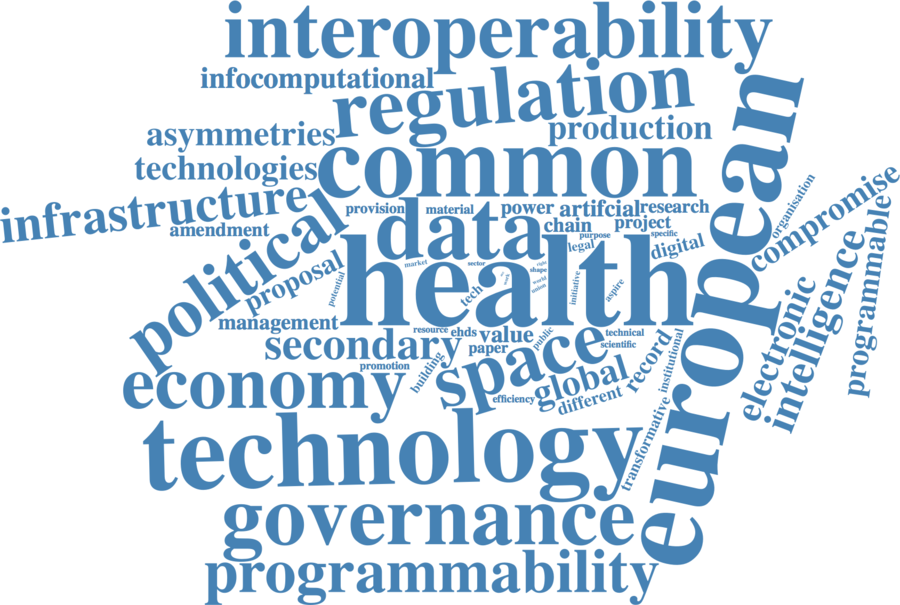 interoperability
infocomputational
regulation
production
asymmetries
technologies
common
european
infrastructure
political
provision
material
power
artifcial
research
amendment
data
chain
project
purpose
specific
legal
digital
organisation
compromise
programmable
proposal
potential
health
market
sector
right
shape
world
union
tech
initiative
aspire
intelligence
electronic
management
resource
ehds
value
public
technical
scientific
secondary
paper
promotion
building
space
global
record
institutional
economy
efficiency
different
transformative
technology
governance
programmability